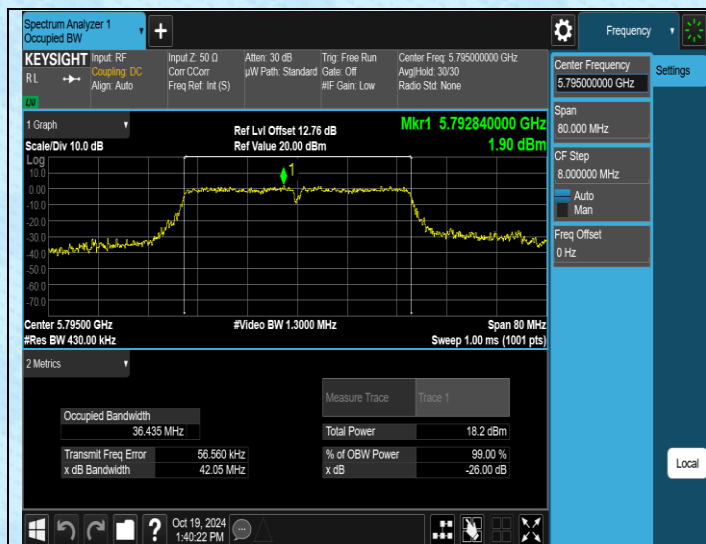 Spectrum Analyzer 1
Occupied BW
Frequency
KEYSIGHT
RL
Input: RF
Coupling: DC
Align: Auto
Input Z: 50 Ω
Corr CCorr
Freq Ref: Int (S)
Atten: 30 dB
µW Path: Standard
Trig: Free Run
Gate: Off
#IF Gain: Low
Center Freq: 5.795000000 GHz
Avg|Hold: 30/30
Radio Std: None
LXI
Center Frequency
5.795000000 GHz
Settings
Span
80.000 MHz
CF Step
8.000000 MHz
Auto
Man
Freq Offset
0 Hz
1 Graph
Scale/Div 10.0 dB
Ref Lvl Offset 12.76 dB
Ref Value 20.00 dBm
Mkr1 5.792840000 GHz
1.90 dBm
Log
10.0
0.00
-10.0
-20.0
-30.0
-40.0
-50.0
-60.0
-70.0
1
Center 5.79500 GHz
#Res BW 430.00 kHz
#Video BW 1.3000 MHz
Span 80 MHz
Sweep 1.00 ms (1001 pts)
2 Metrics
Measure Trace Trace 1
Occupied Bandwidth
36.435 MHz
Total Power 18.2 dBm
Transmit Freq Error 56.560 kHz
% of OBW Power 99.00 %
x dB Bandwidth 42.05 MHz
x dB -26.00 dB
Local
Oct 19, 2024
1:40:22 PM